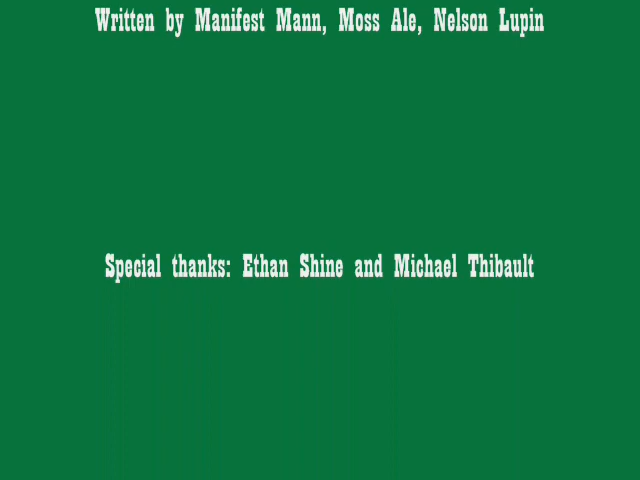 Written by Manifest Mann, Moss Ale, Nelson Lupin
Special thanks: Ethan Shine and Michael Thibault